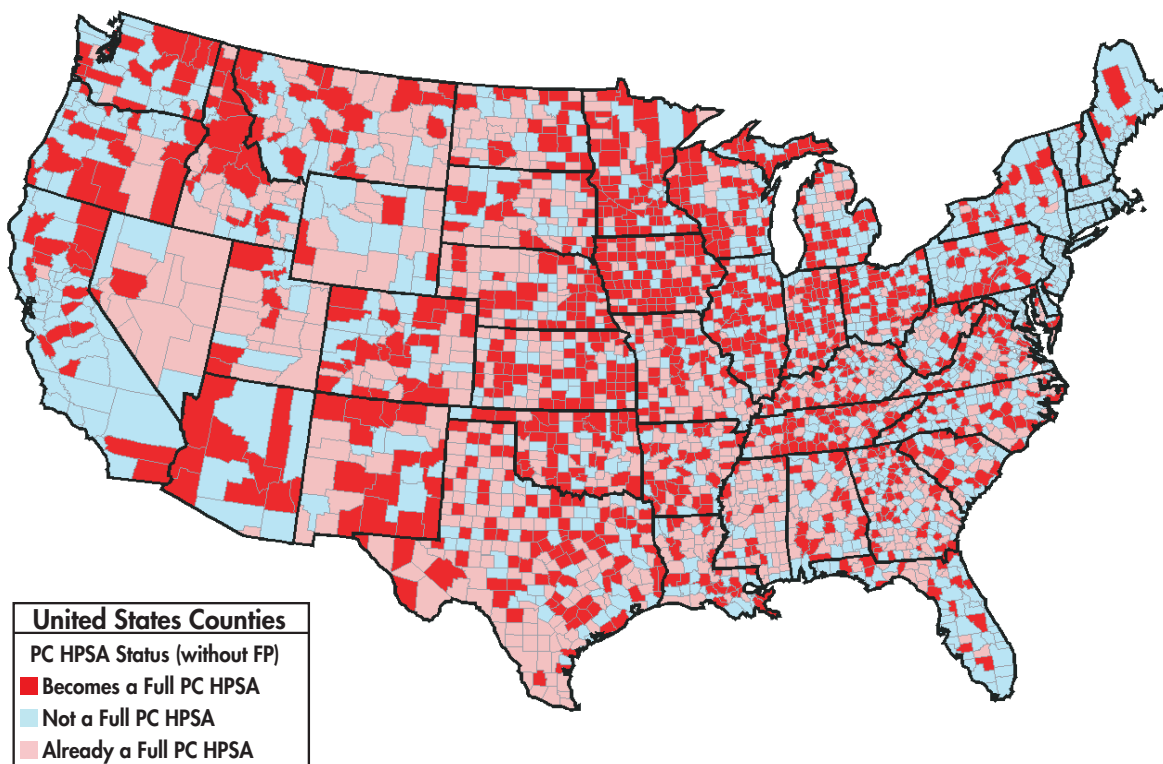 United States Counties
PC HPSA Status (without FP)
Becomes a Full PC HPSA
Not a Full PC HPSA
Already a Full PC HPSA